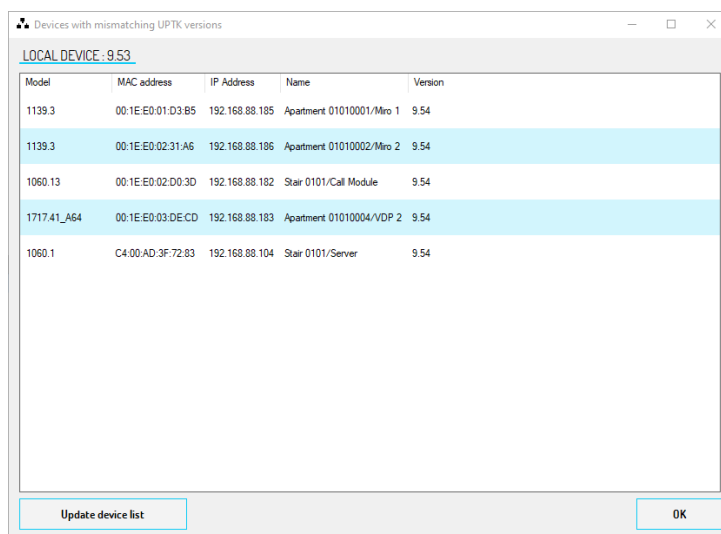 Devices with mismatching UPTK versions
LOCAL DEVICE : 9.53
Model MAC address IP Address Name Version
1139.3 00:1E:E0:01:D3:B5 192.168.88.185 Apartment 01010001/Miro 1 9.54
1139.3 00:1E:E0:02:31:A6 192.168.88.186 Apartment 01010002/Miro 2 9.54
1060.13 00:1E:E0:02:D0:3D 192.168.88.182 Stair 0101/Call Module 9.54
1717.41_A64 00:1E:E0:03:DE:CD 192.168.88.183 Apartment 01010004/VDP 2 9.54
1060.1 C4:00:AD:3F:72:83 192.168.88.104 Stair 0101/Server 9.54
Update device list OK